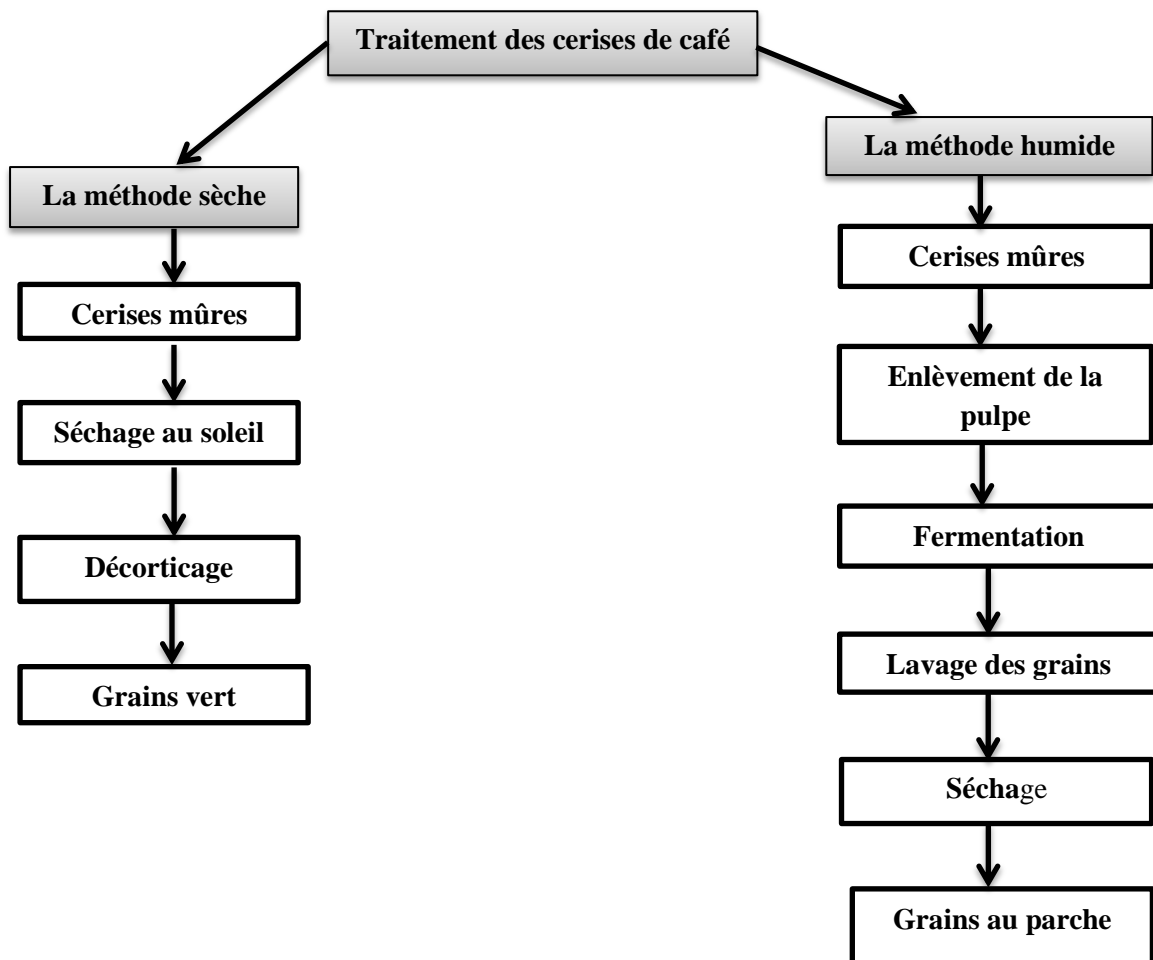 Traitement des cerises de café
La méthode sèche
Cerises mûres
Séchage au soleil
Décorticage
Grains vert
La méthode humide
Cerises mûres
Enlèvement de la
pulpe
Fermentation
Lavage des grains
Séchage
Grains au parche